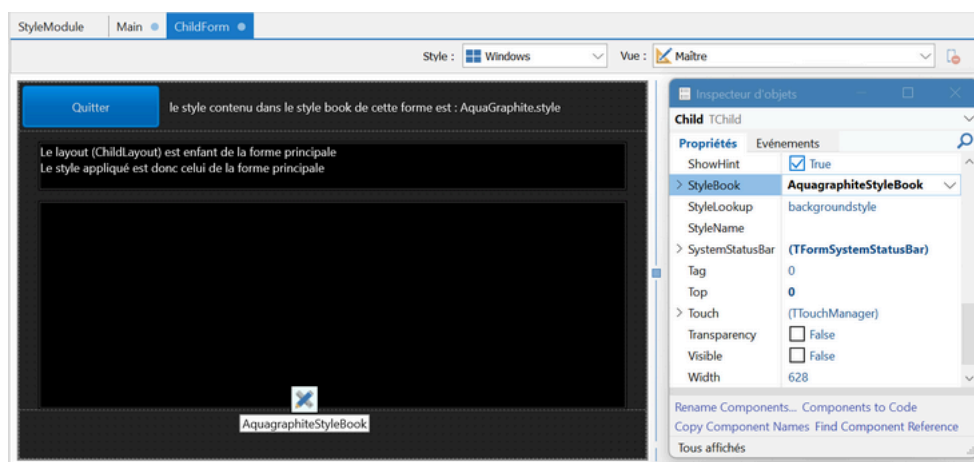 StyleModule
Main
ChildForm
Style :
Windows
Vue :
Maître
Quitter
le style contenu dans le style book de cette forme est : AquaGraphite.style
Le layout (ChildLayout) est enfant de la forme principale
Le style appliqué est donc celui de la forme principale
AquagraphiteStyleBook
Inspecteur d'objets
Child TChild
Propriétés Evénements
ShowHint True
StyleBook AquagraphiteStyleBook
StyleLookup backgroundstyle
StyleName
SystemStatusBar (TFormSystemStatusBar)
Tag 0
Top 0
Touch (TTouchManager)
Transparency False
Visible False
Width 628
Rename Components... Components to Code
Copy Component Names Find Component Reference
Tous affichés